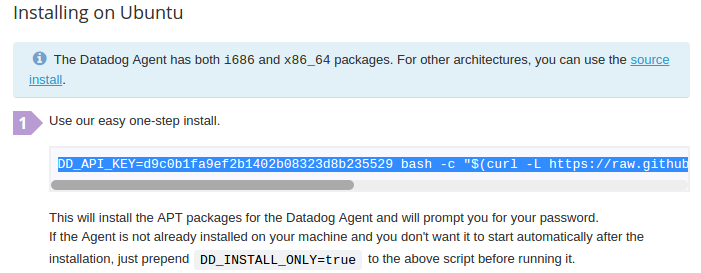 Installing on Ubuntu
The Datadog Agent has both i686 and x86_64 packages. For other architectures, you can use the source
install.
1 Use our easy one-step install.
DD_API_KEY=d9c0b1fa9ef2b1402b08323d8b235529 bash -c "$(curl -L https://raw.github
This will install the APT packages for the Datadog Agent and will prompt you for your password.
If the Agent is not already installed on your machine and you don't want it to start automatically after the
installation, just prepend DD_INSTALL_ONLY=true to the above script before running it.